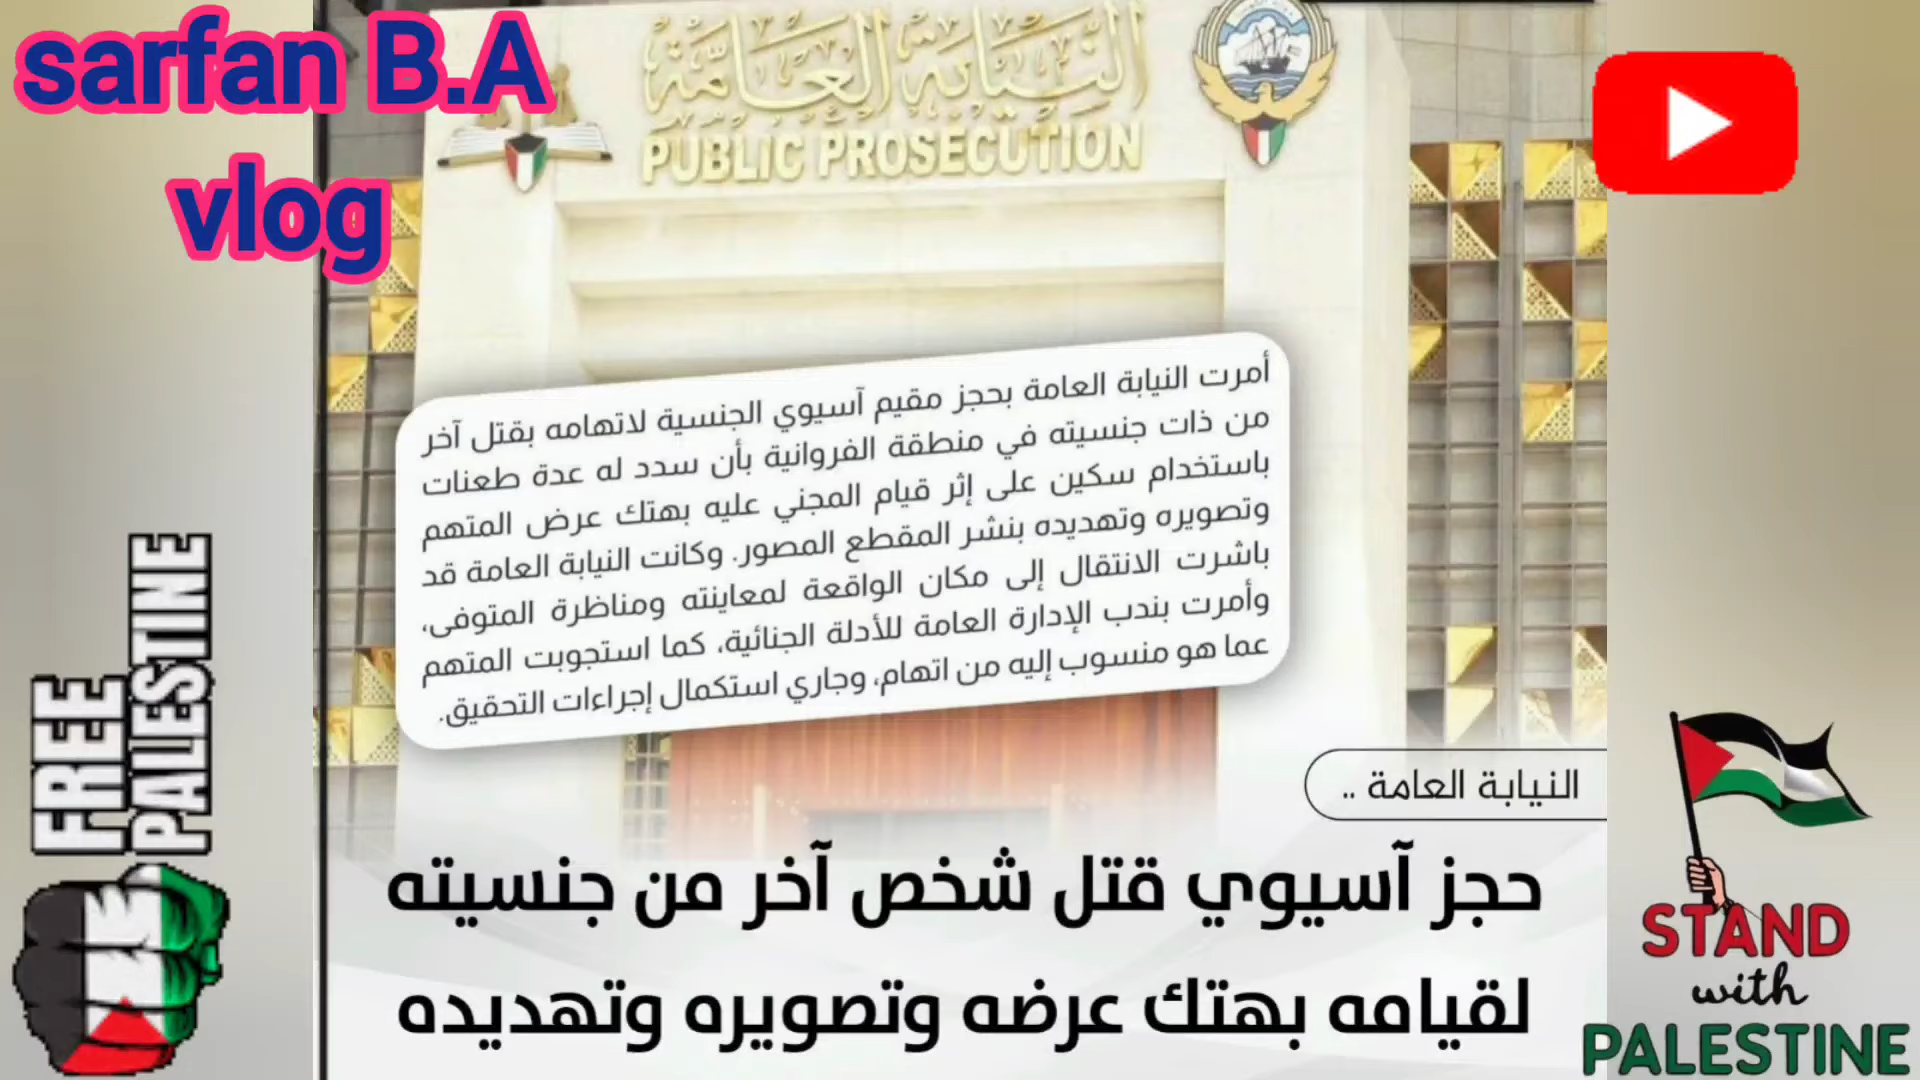 sarfan B.A
vlog
النيابة العامة
PUBLIC PROSECUTION
أمرت النيابة العامة بحجز مقيم آسيوي الجنسية لاتهامه بقتل آخر
من ذات جنسيته في منطقة الفروانية بأن سدد له عدة طعنات
باستخدام سكين على إثر قيام المجني عليه بهتك عرض المتهم
وتصويره وتهديده بنشر المقطع المصور. وكانت النيابة العامة قد
باشرت الانتقال إلى مكان الواقعة لمعاينته ومناظرة المتوفى،
وأمرت بندب الإدارة العامة للأدلة الجنائية، كما استجوبت المتهم
عما هو منسوب إليه من اتهام، وجاري استكمال إجراءات التحقيق.
النيابة العامة ..
حجز آسيوي قتل شخص آخر من جنسيته
لقيامه بهتك عرضه وتصويره وتهديده
FREE
PALESTINE
STAND
with
PALESTINE